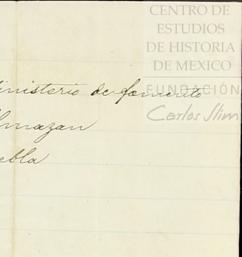 CENTRO DE
ESTUDIOS
DE HISTORIA
DE MEXICO
FUNDACIÓN
Carlos Slim
inisterio de fomento
lmazan
ebla